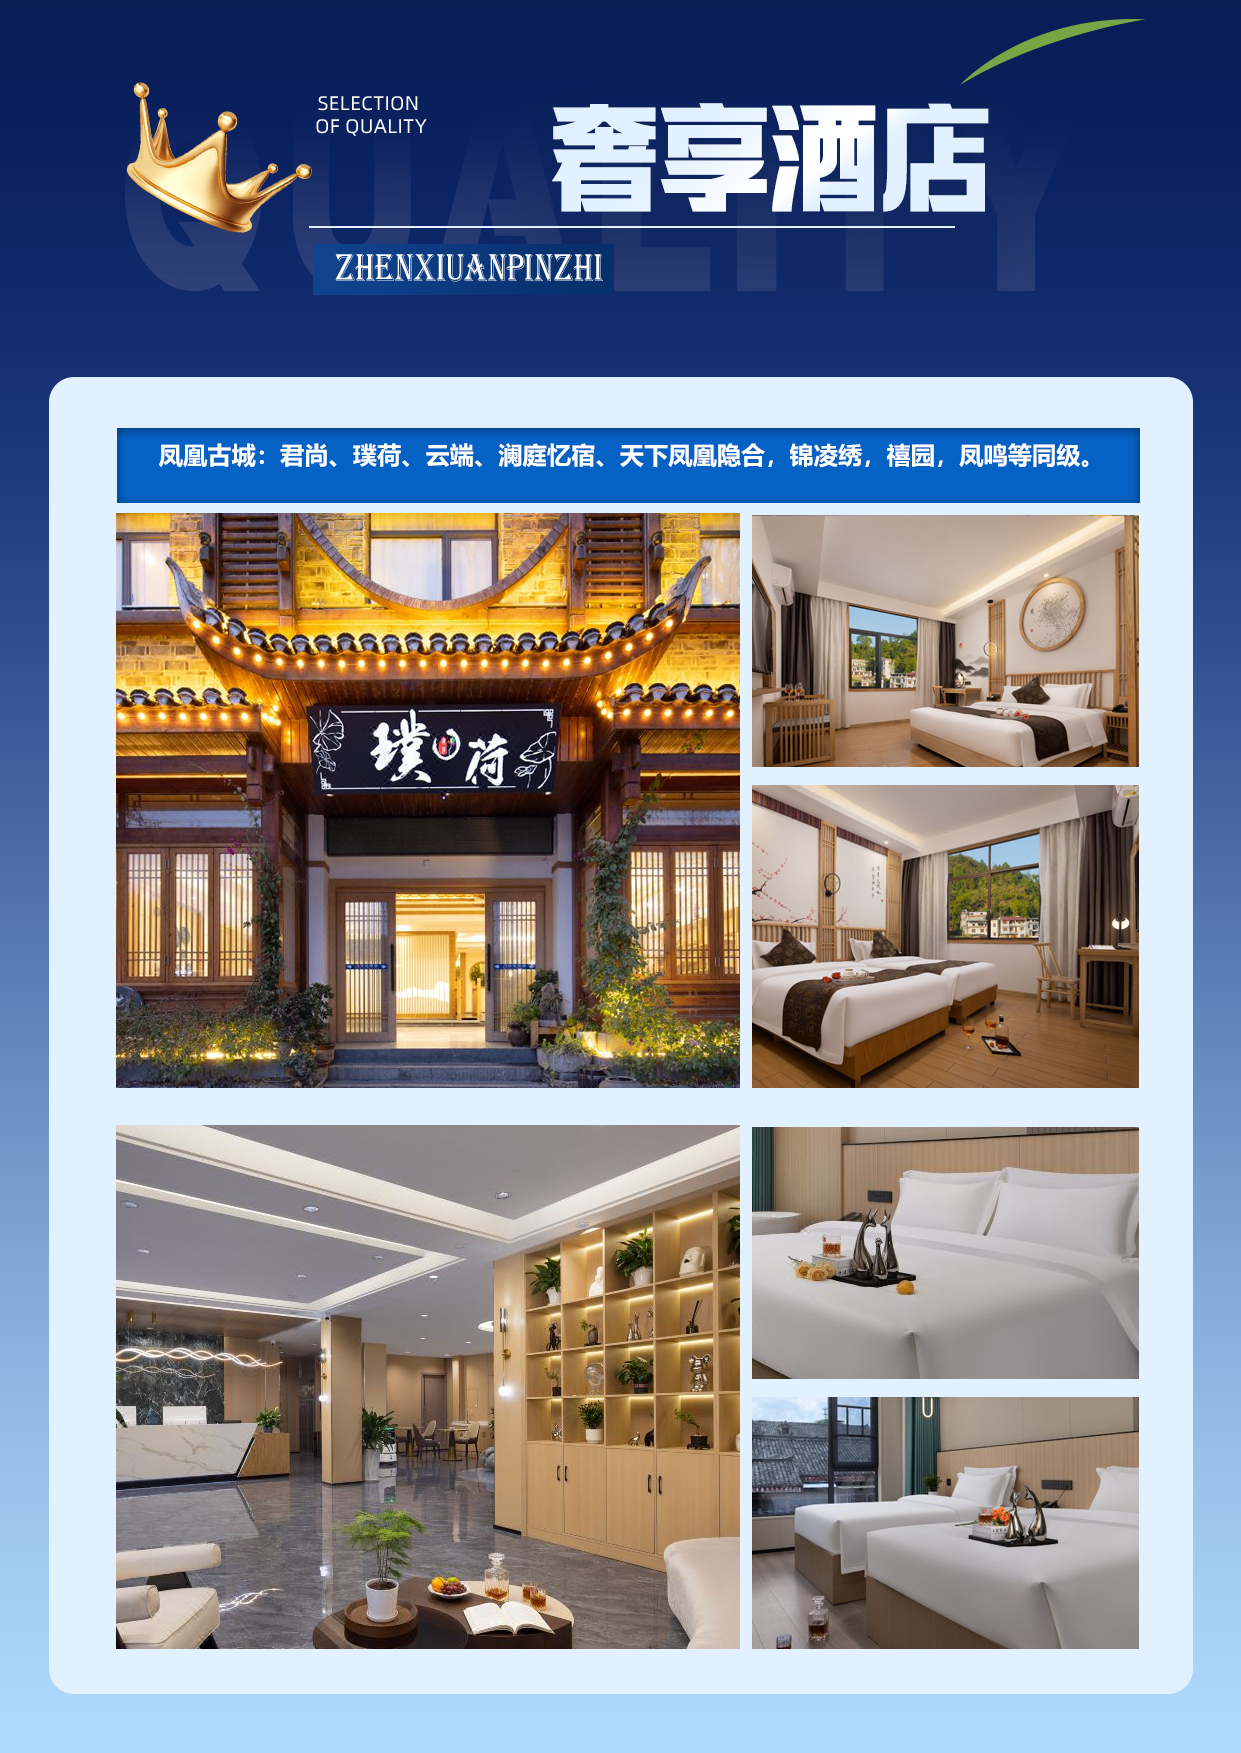 SELECTION
OF QUALITY
奢享酒店
QUALITY
ZHENXIUANPINZHI
凤凰古城：君尚、璞荷、云端、澜庭忆宿、天下凤凰隐合，锦凌绣，禧园，凤鸣等同级。
璞荷